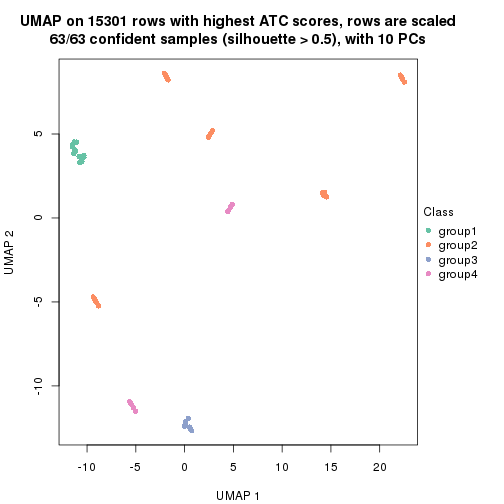 UMAP on 15301 rows with highest ATC scores, rows are scaled
63/63 confident samples (silhouette > 0.5), with 10 PCs
5
0
-5
-10
UMAP 2
-10 -5 0 5 10 15 20
UMAP 1
Class
group1
group2
group3
group4